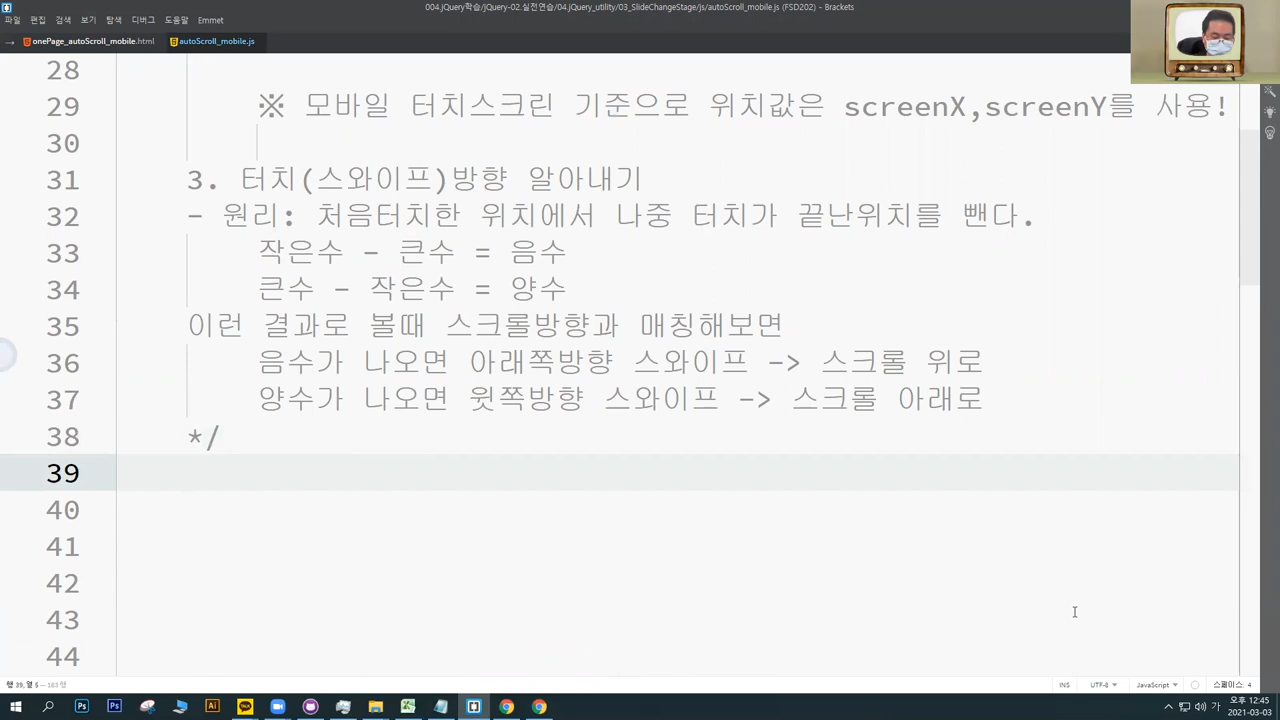 004.jQuery학습/jQuery-02.실전연습/04.jQuery_utility/03_SlideChangeStage/js/autoScroll_mobile.js (FSD202) - Brackets
파일 편집 검색 보기 탐색 디버그 도움말 Emmet
onePage_autoScroll_mobile.html autoScroll_mobile.js
28
29 ※ 모바일 터치스크린 기준으로 위치값은 screenX,screenY를 사용!
30
31 3. 터치(스와이프)방향 알아내기
32 - 원리: 처음터치한 위치에서 나중 터치가 끝난위치를 뺀다.
33 작은수 - 큰수 = 음수
34 큰수 - 작은수 = 양수
35 이런 결과로 볼때 스크롤방향과 매칭해보면
36 음수가 나오면 아래쪽방향 스와이프 -> 스크롤 위로
37 양수가 나오면 윗쪽방향 스와이프 -> 스크롤 아래로
38 */
39
40
41
42
43
44
행 39, 열 5 — 183 행 INS UTF-8 JavaScript 스페이스: 4
Ps Ps Ai TALK 가 오후 12:45
2021-03-03